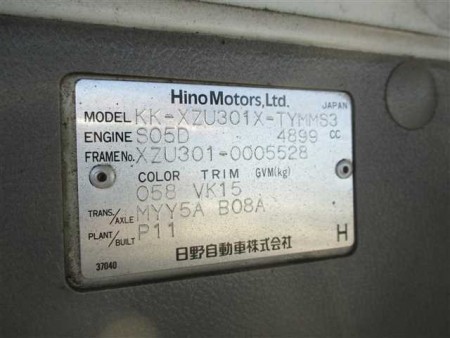 Hino Motors, Ltd.
JAPAN
MODEL KK-XZU301X-TYMMS3
ENGINE S05D 4899 CC
FRAME No. XZU301-0005528
COLOR TRIM GVM(kg)
058 VK15
TRANS./AXLE MYY5A B08A
PLANT/BUILT P11
日野自動車株式会社 H
37040